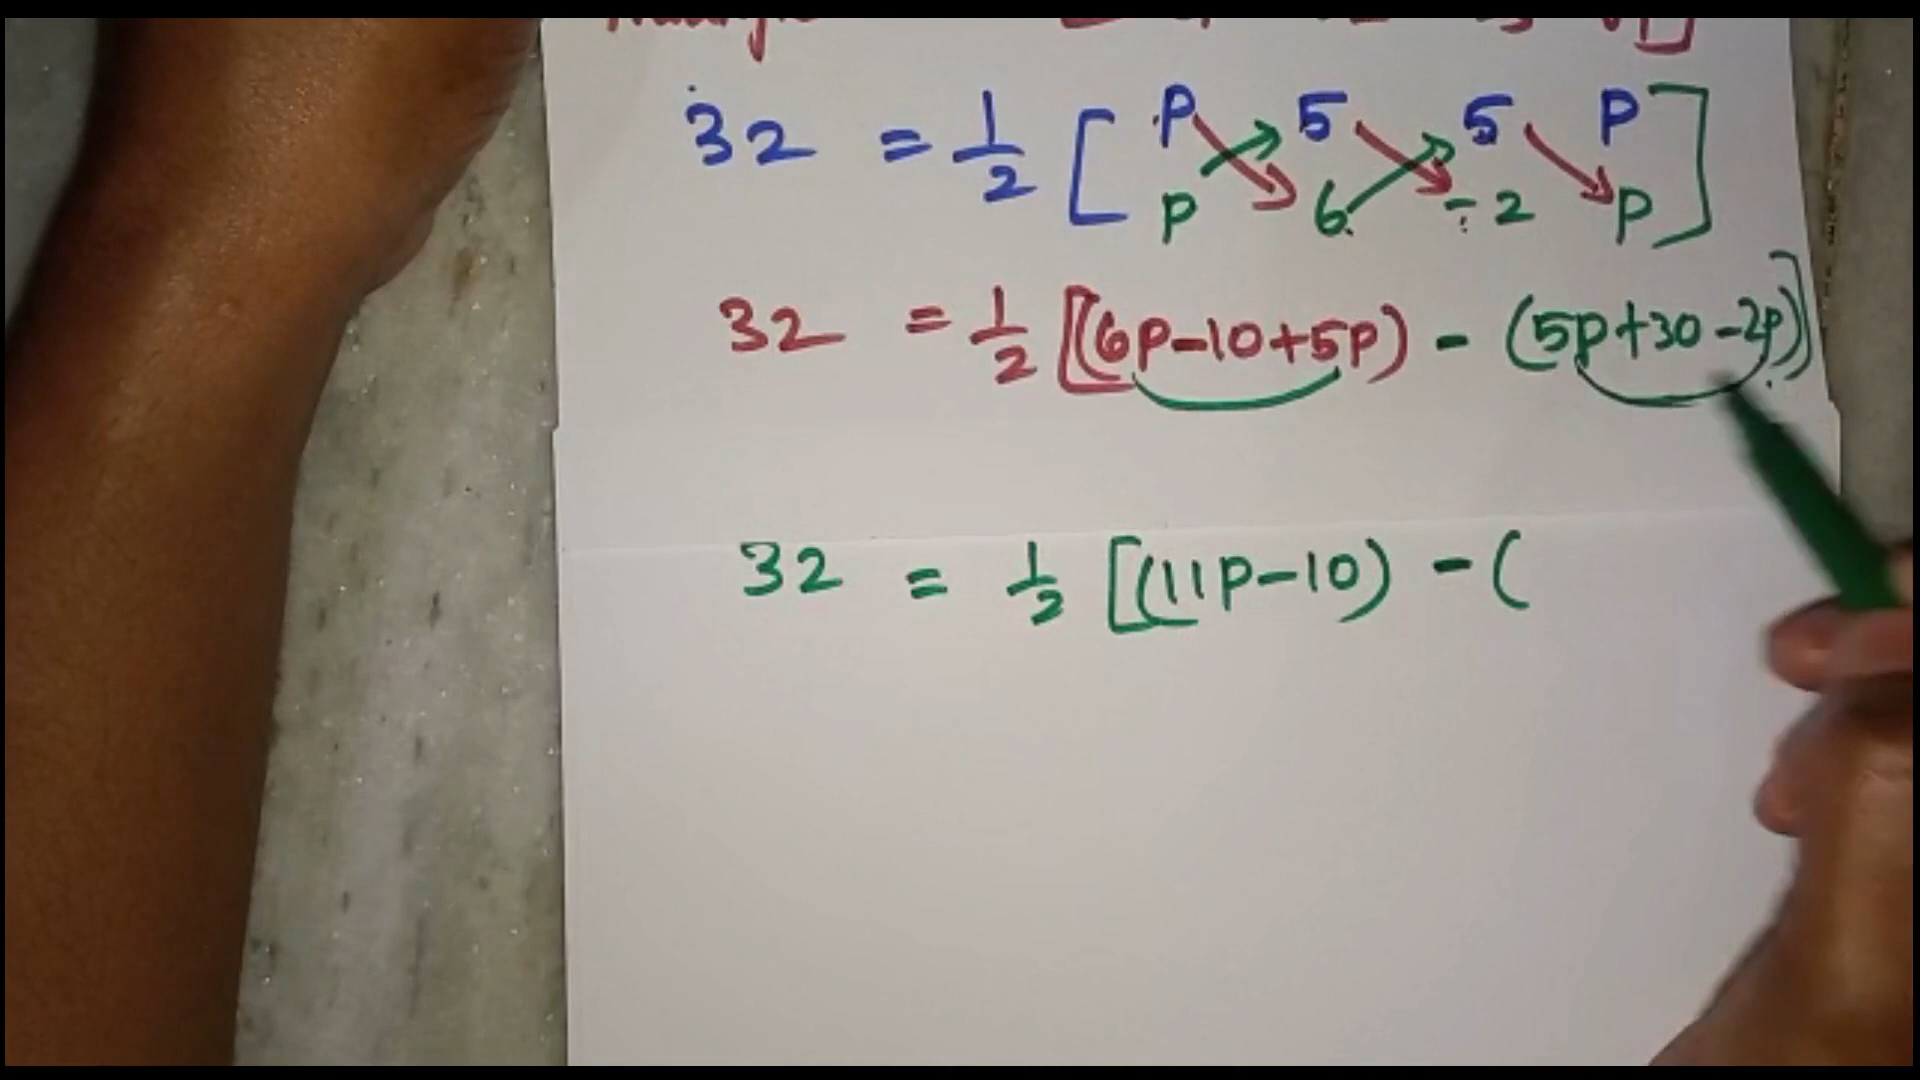 32 = 1/2 [ P 5 5 P ]
P 6 -2 P
32 = 1/2 [(6P-10+5P) - (5P+30-2P)]
32 = 1/2 [(11P-10) - (